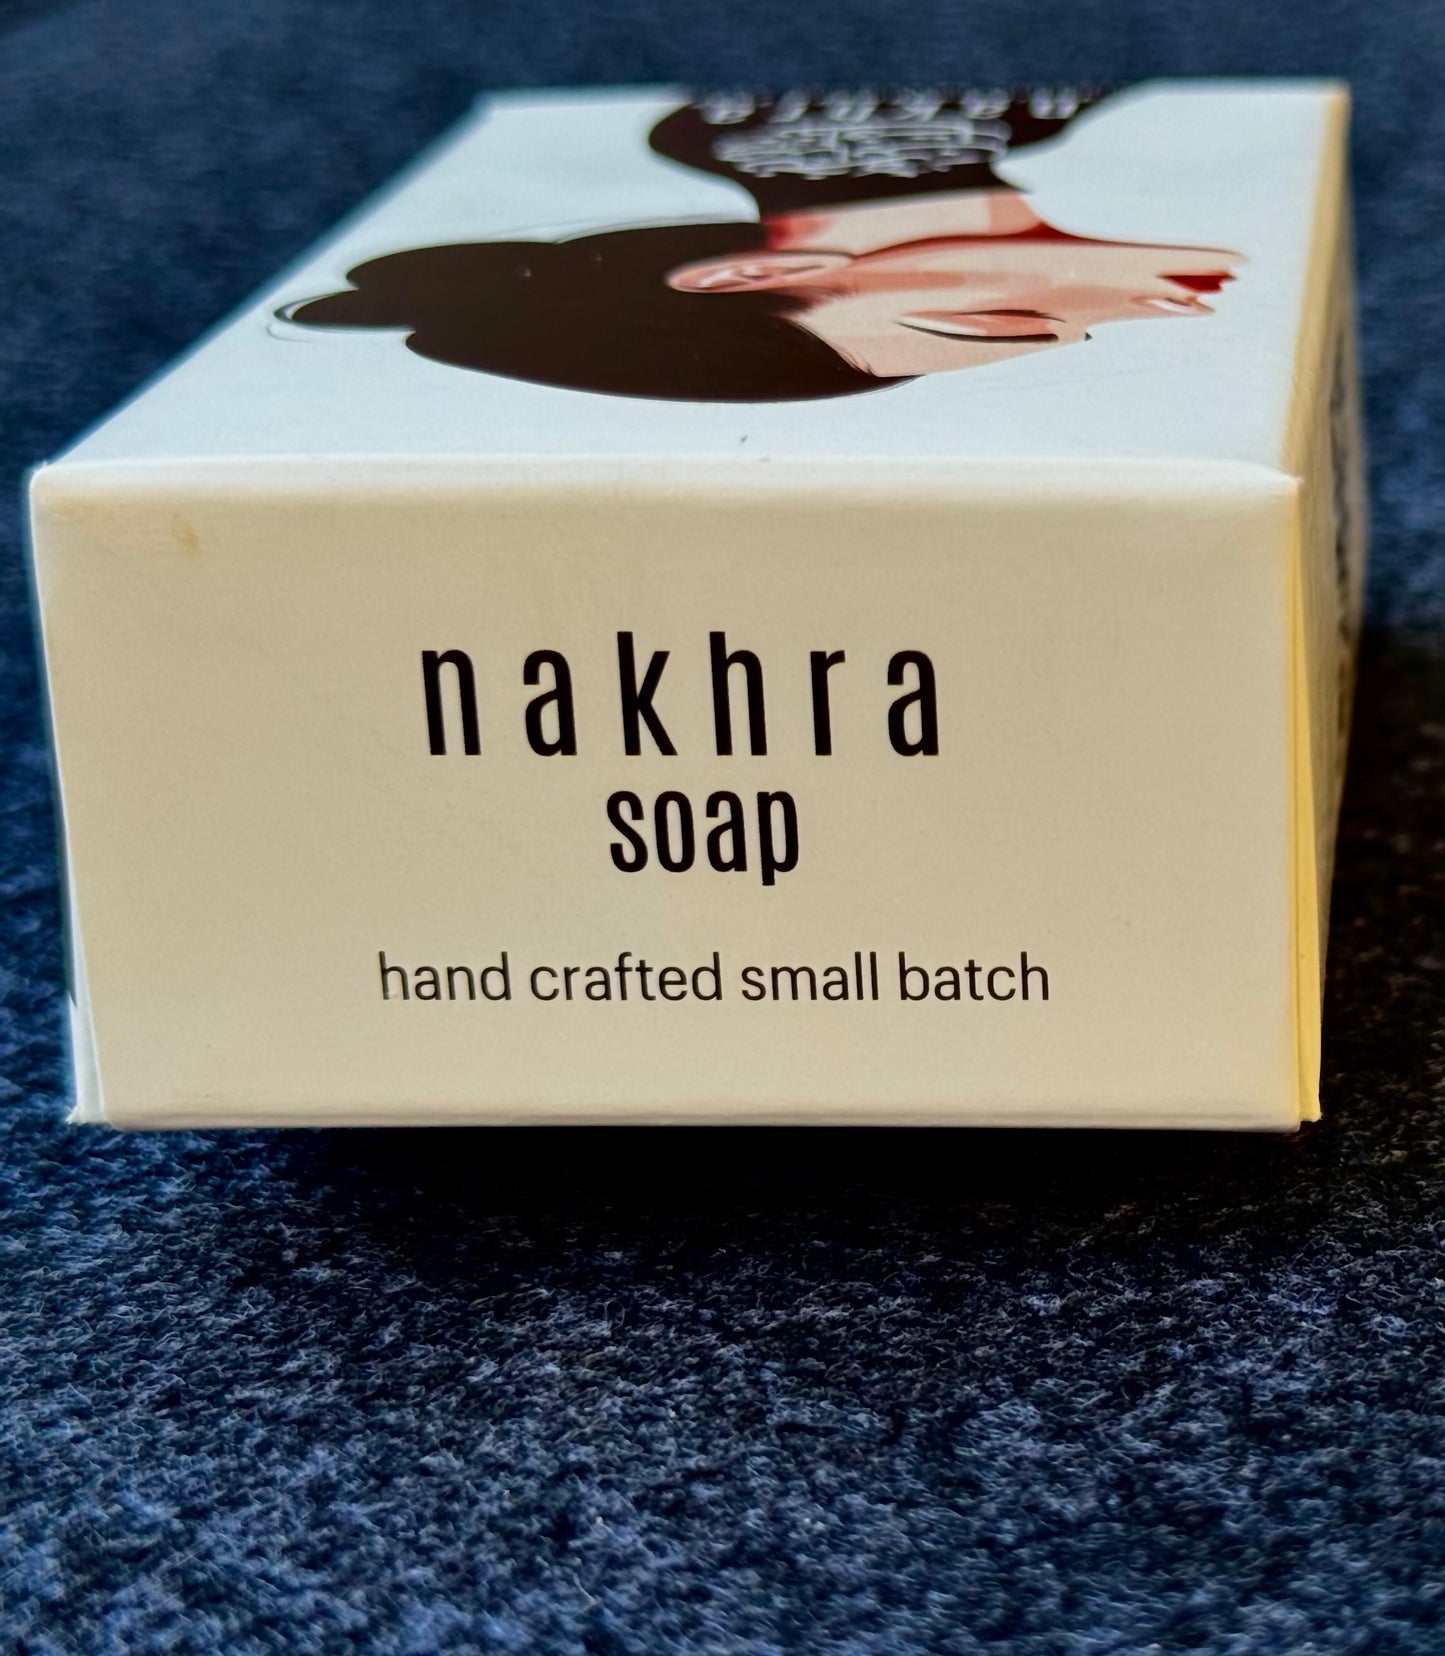 nakhra
soap
hand crafted small batch